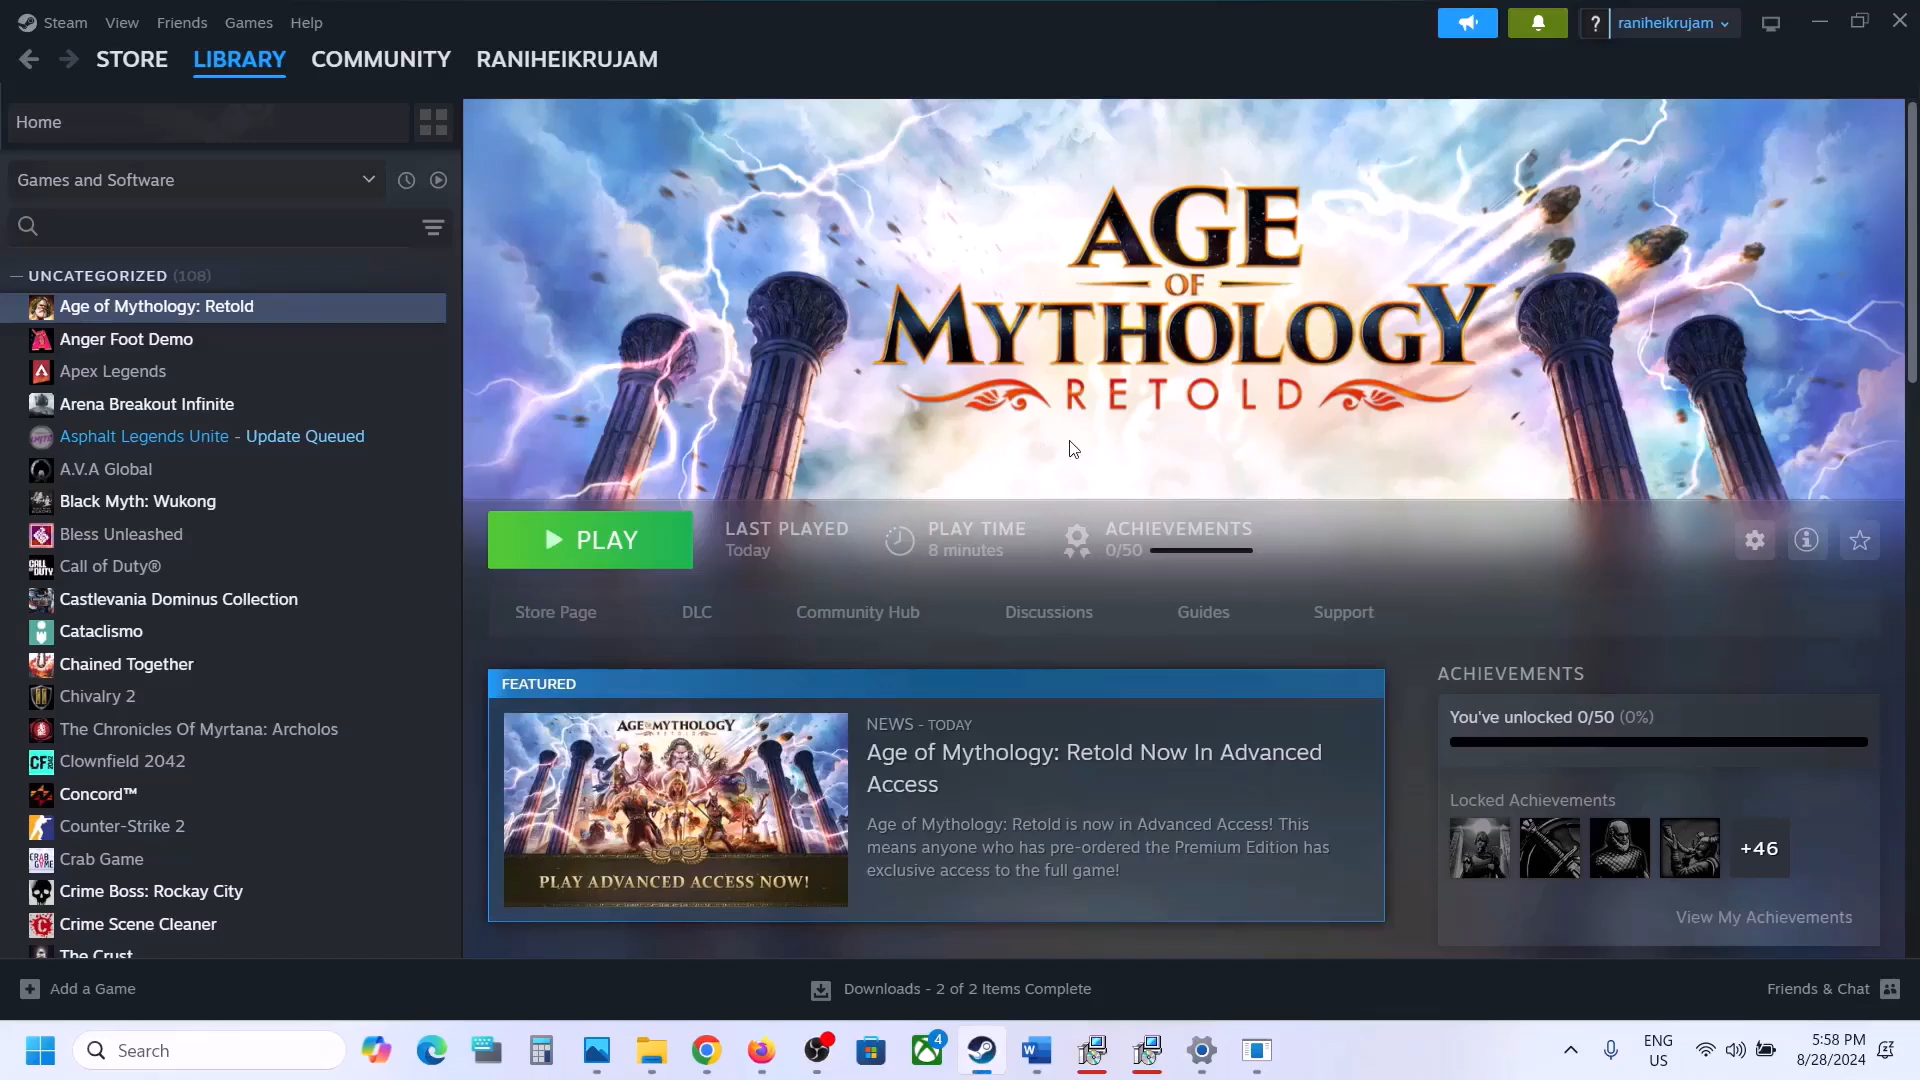 Steam View Friends Games Help
? raniheikrujam
STORE LIBRARY COMMUNITY RANIHEIKRUJAM
Home
Games and Software
UNCATEGORIZED (108)
Age of Mythology: Retold
Anger Foot Demo
Apex Legends
Arena Breakout Infinite
Asphalt Legends Unite - Update Queued
A.V.A Global
Black Myth: Wukong
Bless Unleashed
Call of Duty®
Castlevania Dominus Collection
Cataclismo
Chained Together
Chivalry 2
The Chronicles Of Myrtana: Archolos
Clownfield 2042
Concord™
Counter-Strike 2
Crab Game
Crime Boss: Rockay City
Crime Scene Cleaner
The Crust
AGE
OF
MYTHOLOGY
RETOLD
PLAY
LAST PLAYED
Today
PLAY TIME
8 minutes
ACHIEVEMENTS
0/50
Store Page DLC Community Hub Discussions Guides Support
FEATURED
AGE OF MYTHOLOGY
RETOLD
PLAY ADVANCED ACCESS NOW!
NEWS - TODAY
Age of Mythology: Retold Now In Advanced
Access
Age of Mythology: Retold is now in Advanced Access! This
means anyone who has pre-ordered the Premium Edition has
exclusive access to the full game!
ACHIEVEMENTS
You've unlocked 0/50 (0%)
Locked Achievements
+46
View My Achievements
Add a Game
Downloads - 2 of 2 Items Complete
Friends & Chat
Search
4
ENG
US
5:58 PM
8/28/2024